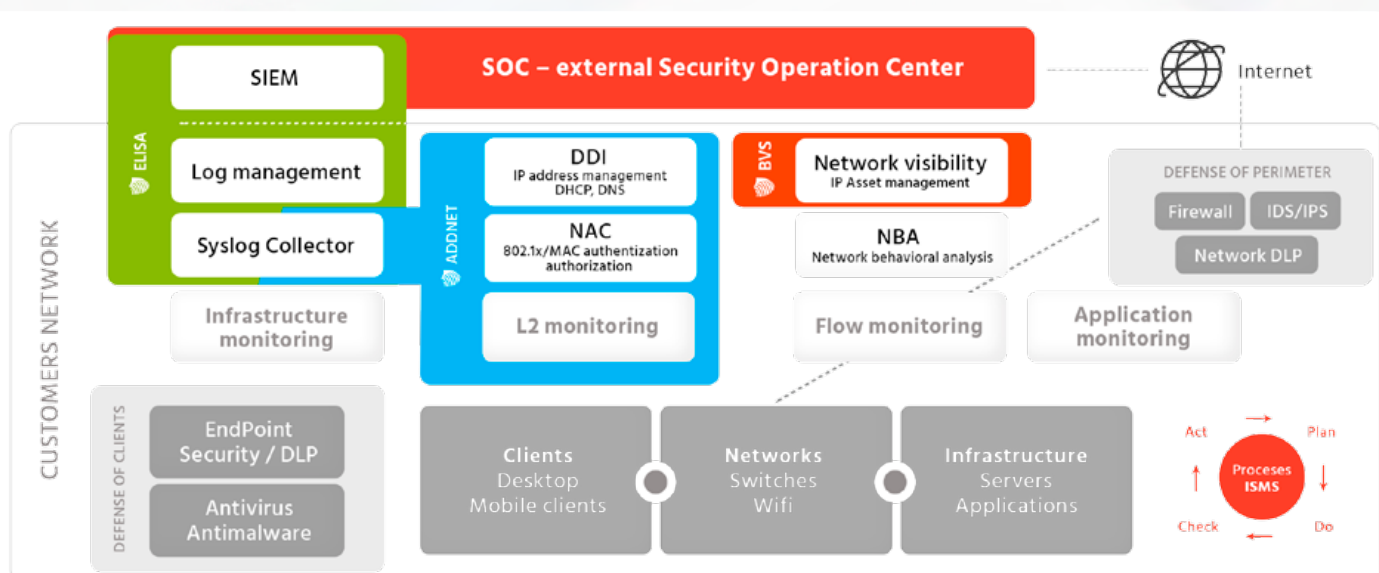 SIEM
SOC – external Security Operation Center
Internet
ELISA
Log management
Syslog Collector
ADDNET
DDI
IP address management
DHCP, DNS
NAC
802.1x/MAC authentization
authorization
L2 monitoring
BVS
Network visibility
IP Asset management
NBA
Network behavioral analysis
DEFENSE OF PERIMETER
Firewall
IDS/IPS
Network DLP
CUSTOMERS NETWORK
Infrastructure
monitoring
Flow monitoring
Application
monitoring
DEFENSE OF CLIENTS
EndPoint
Security / DLP
Antivirus
Antimalware
Clients
Desktop
Mobile clients
Networks
Switches
Wifi
Infrastructure
Servers
Applications
Act
Plan
Proceses
ISMS
Check
Do